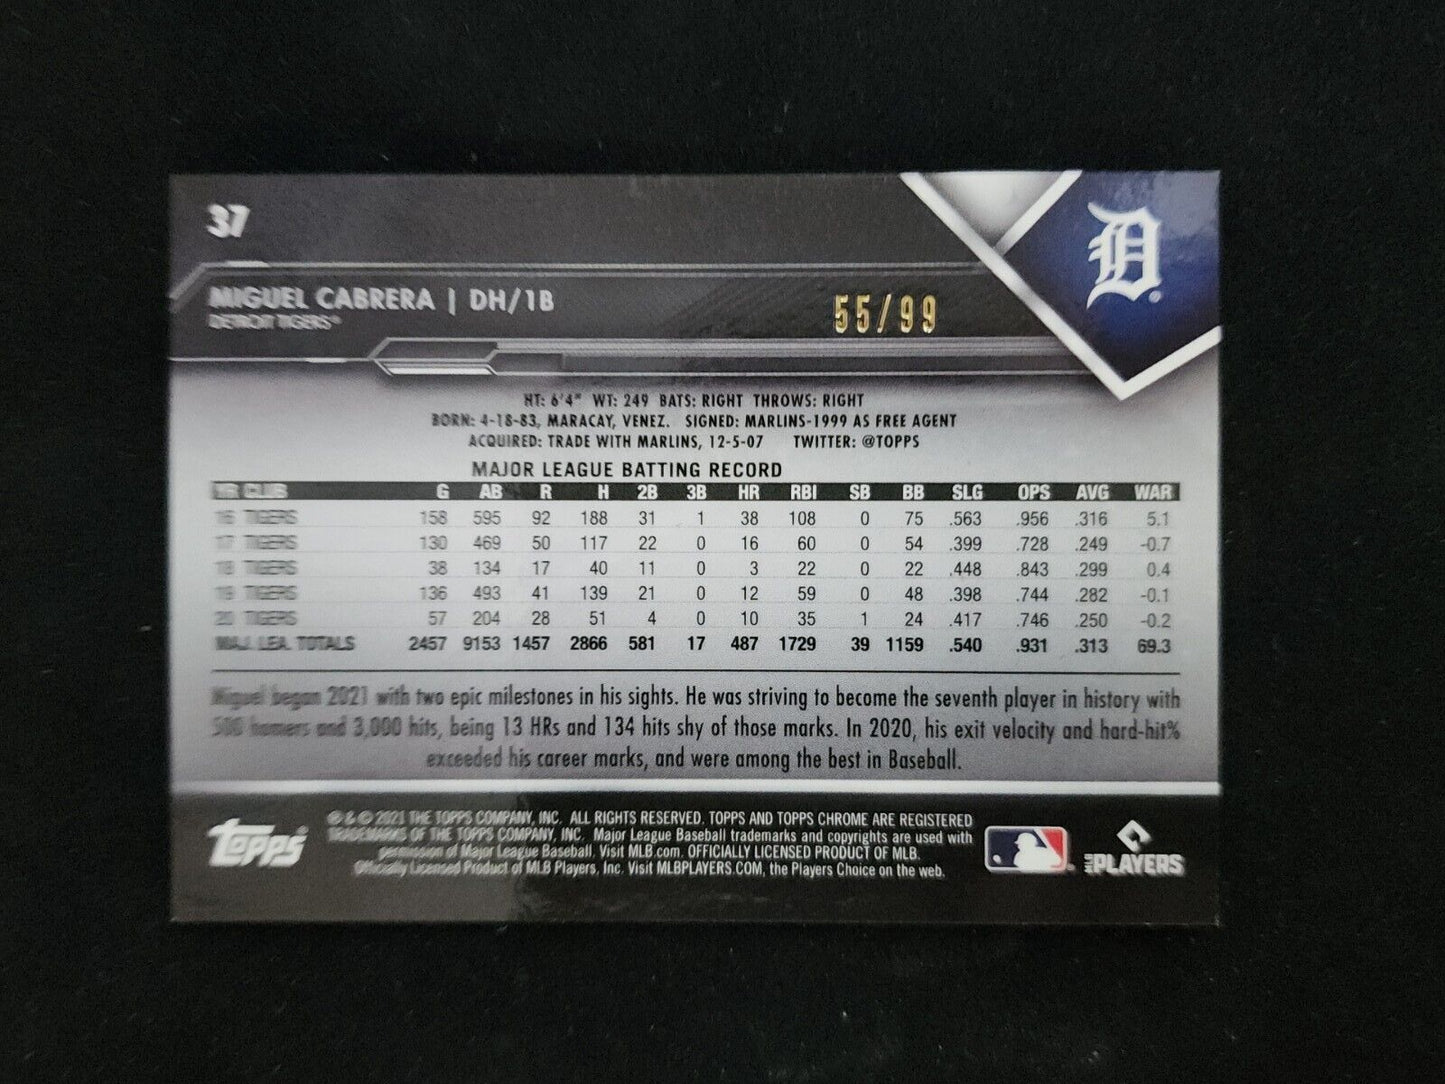 37
MIGUEL CABRERA | DH/1B
DETROIT TIGERS®
55/99
D®
HT: 6'4" WT: 249 BATS: RIGHT THROWS: RIGHT
BORN: 4-18-83, MARACAY, VENEZ. SIGNED: MARLINS-1999 AS FREE AGENT
ACQUIRED: TRADE WITH MARLINS, 12-5-07 TWITTER: @TOPPS
MAJOR LEAGUE BATTING RECORD
YR CLUB G AB R H 2B 3B HR RBI SB BB SLG OPS AVG WAR
16 TIGERS 158 595 92 188 31 1 38 108 0 75 .563 .956 .316 5.1
17 TIGERS 130 469 50 117 22 0 16 60 0 54 .399 .728 .249 -0.7
18 TIGERS 38 134 17 40 11 0 3 22 0 22 .448 .843 .299 0.4
19 TIGERS 136 493 41 139 21 0 12 59 0 48 .398 .744 .282 -0.1
20 TIGERS 57 204 28 51 4 0 10 35 1 24 .417 .746 .250 -0.2
MAJ. LEA. TOTALS 2457 9153 1457 2866 581 17 487 1729 39 1159 .540 .931 .313 69.3
Miguel began 2021 with two epic milestones in his sights. He was striving to become the seventh player in history with
500 homers and 3,000 hits, being 13 HRs and 134 hits shy of those marks. In 2020, his exit velocity and hard-hit%
exceeded his career marks, and were among the best in Baseball.
Topps®
® & © 2021 THE TOPPS COMPANY, INC. ALL RIGHTS RESERVED. TOPPS AND TOPPS CHROME ARE REGISTERED
TRADEMARKS OF THE TOPPS COMPANY, INC. Major League Baseball trademarks and copyrights are used with
permission of Major League Baseball. Visit MLB.com. OFFICIALLY LICENSED PRODUCT OF MLB.
Officially Licensed Product of MLB Players, Inc. Visit MLBPLAYERS.COM, the Players Choice on the web.
MLB PLAYERS